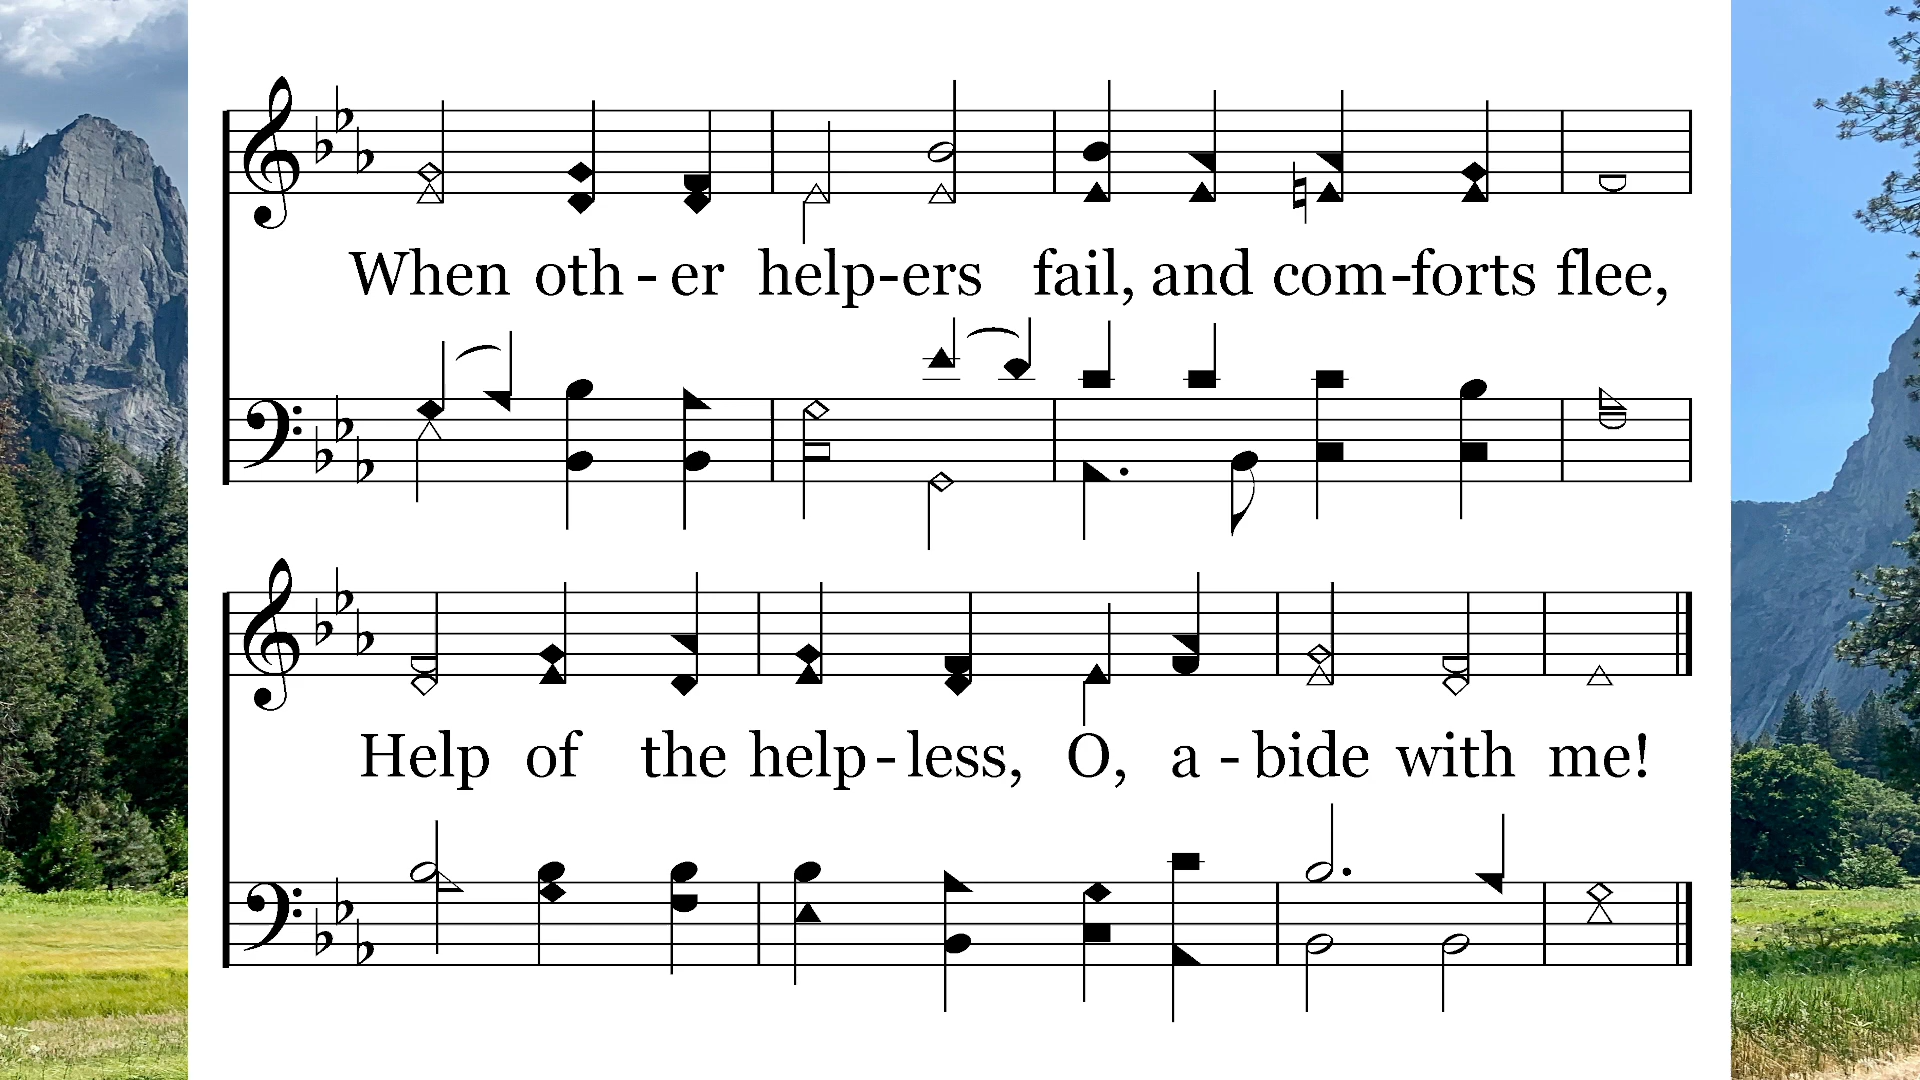 When oth - er help-ers fail, and com-forts flee,
Help of the help - less, O, a - bide with me!